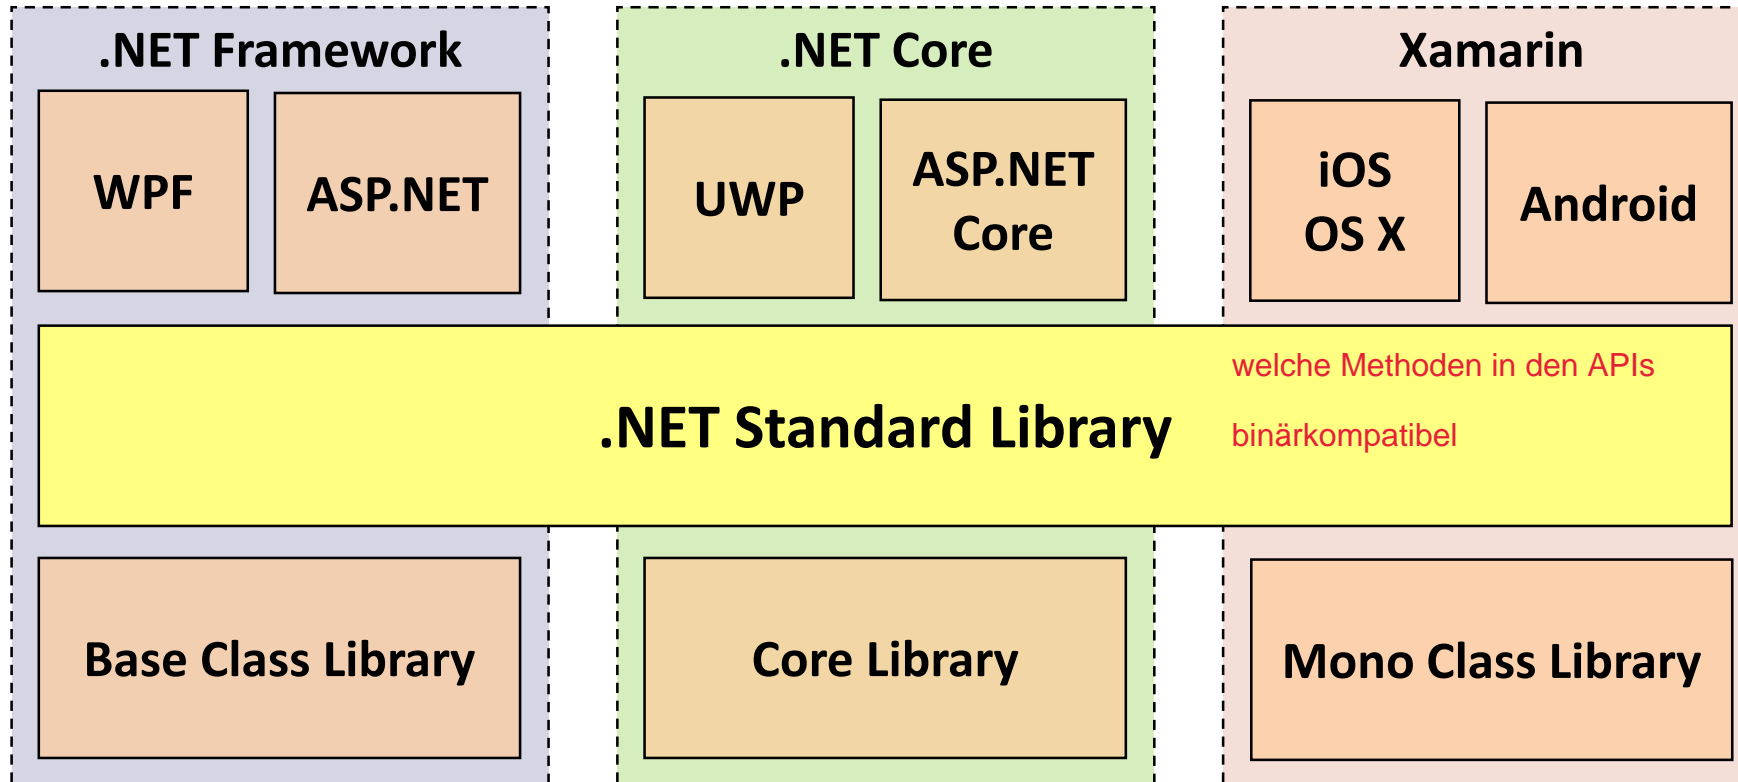 .NET Framework
WPF
ASP.NET
.NET Core
UWP
ASP.NET
Core
Xamarin
iOS
OS X
Android
.NET Standard Library
welche Methoden in den APIs
binärkompatibel
Base Class Library
Core Library
Mono Class Library